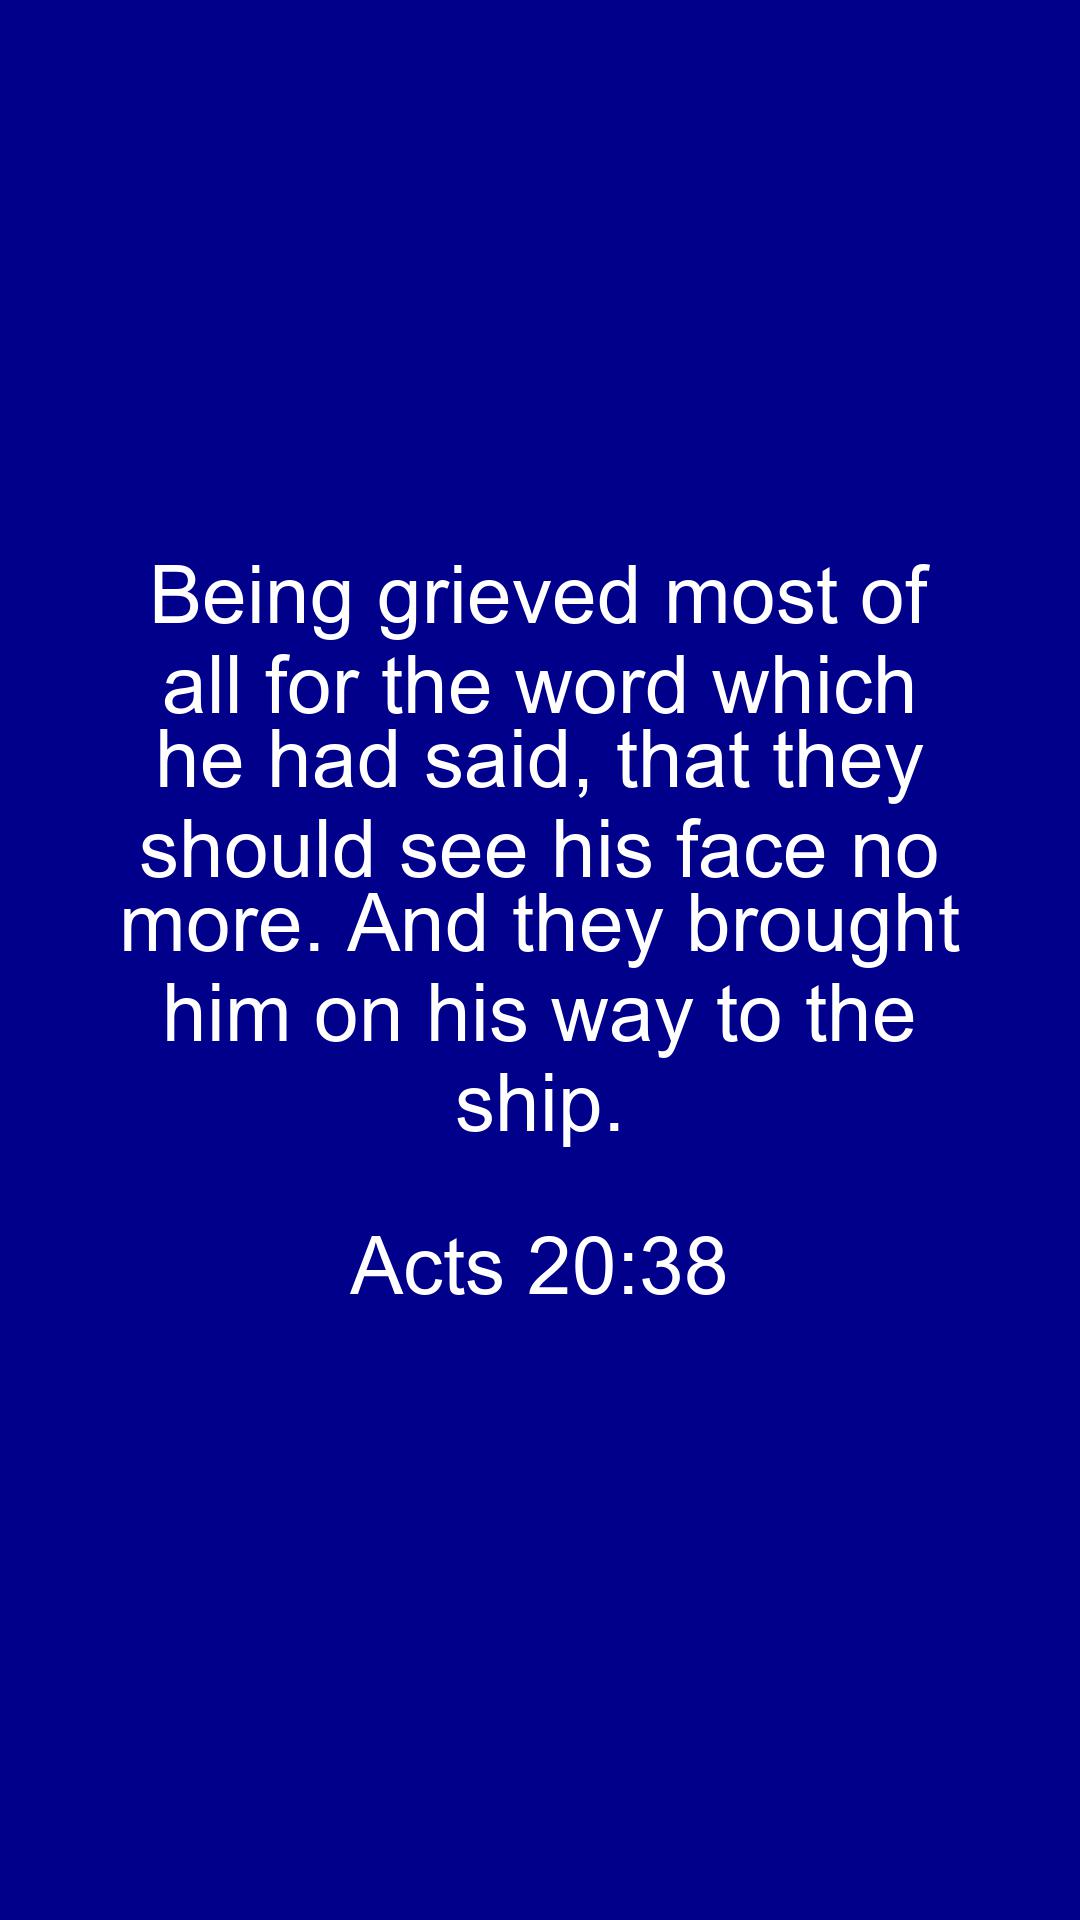 Being grieved most of
all for the word which
he had said, that they
should see his face no
more. And they brought
him on his way to the
ship.
Acts 20:38